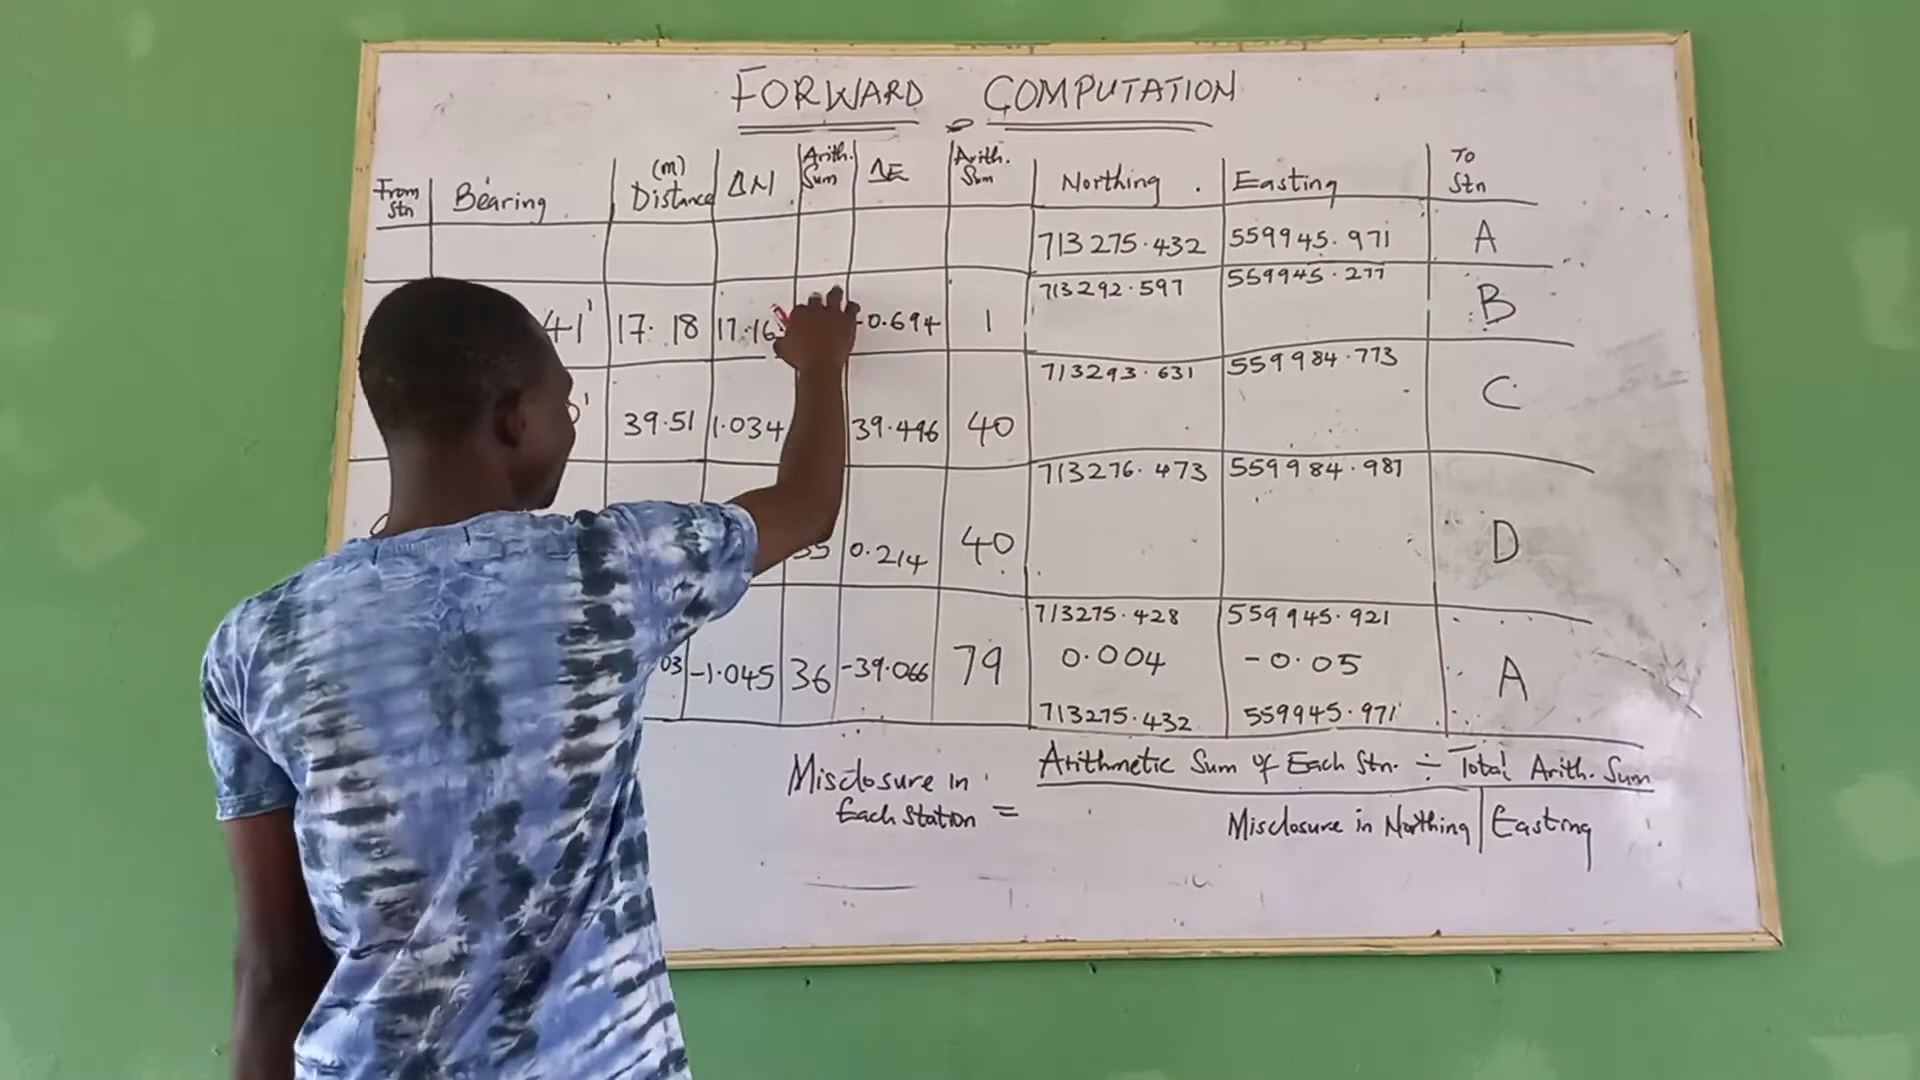 FORWARD COMPUTATION
From Stn Bearing (m) Distance ΔN Arith. Sum ΔE Arith. Sum Northing Easting To Stn
713275.432 559945.971 A
41' 17.18 17.16 -0.694 1 713292.597 559945.277 B
39.51 1.034 39.496 40 713293.631 559984.773 C
35 0.214 40 713276.473 559984.987 D
03 -1.045 36 -39.066 79 713275.428 559945.921 A
0.004 -0.05
713275.432 559945.971
Misclosure in Each Station = Arithmetic Sum of Each Stn. ÷ Total Arith. Sum
Misclosure in Northing | Easting